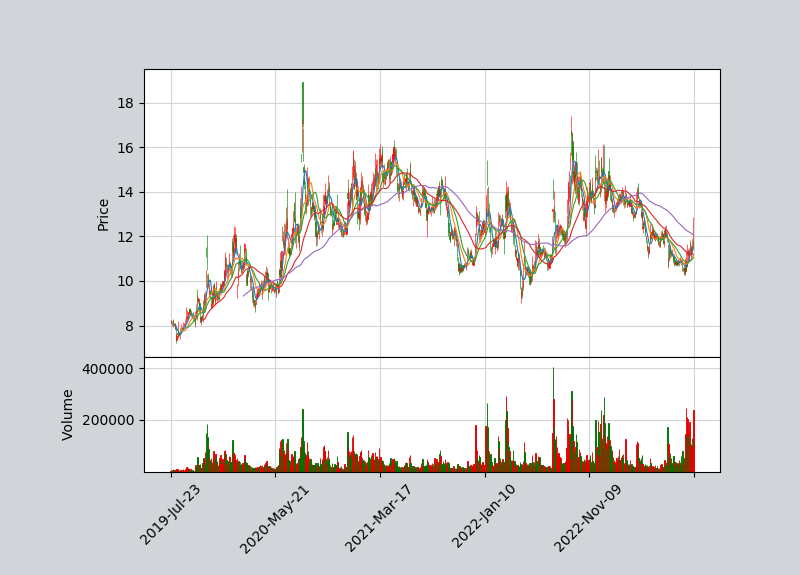 18
16
14
12
10
8
Price
400000
200000
Volume
2019-Jul-23
2020-May-21
2021-Mar-17
2022-Jan-10
2022-Nov-09